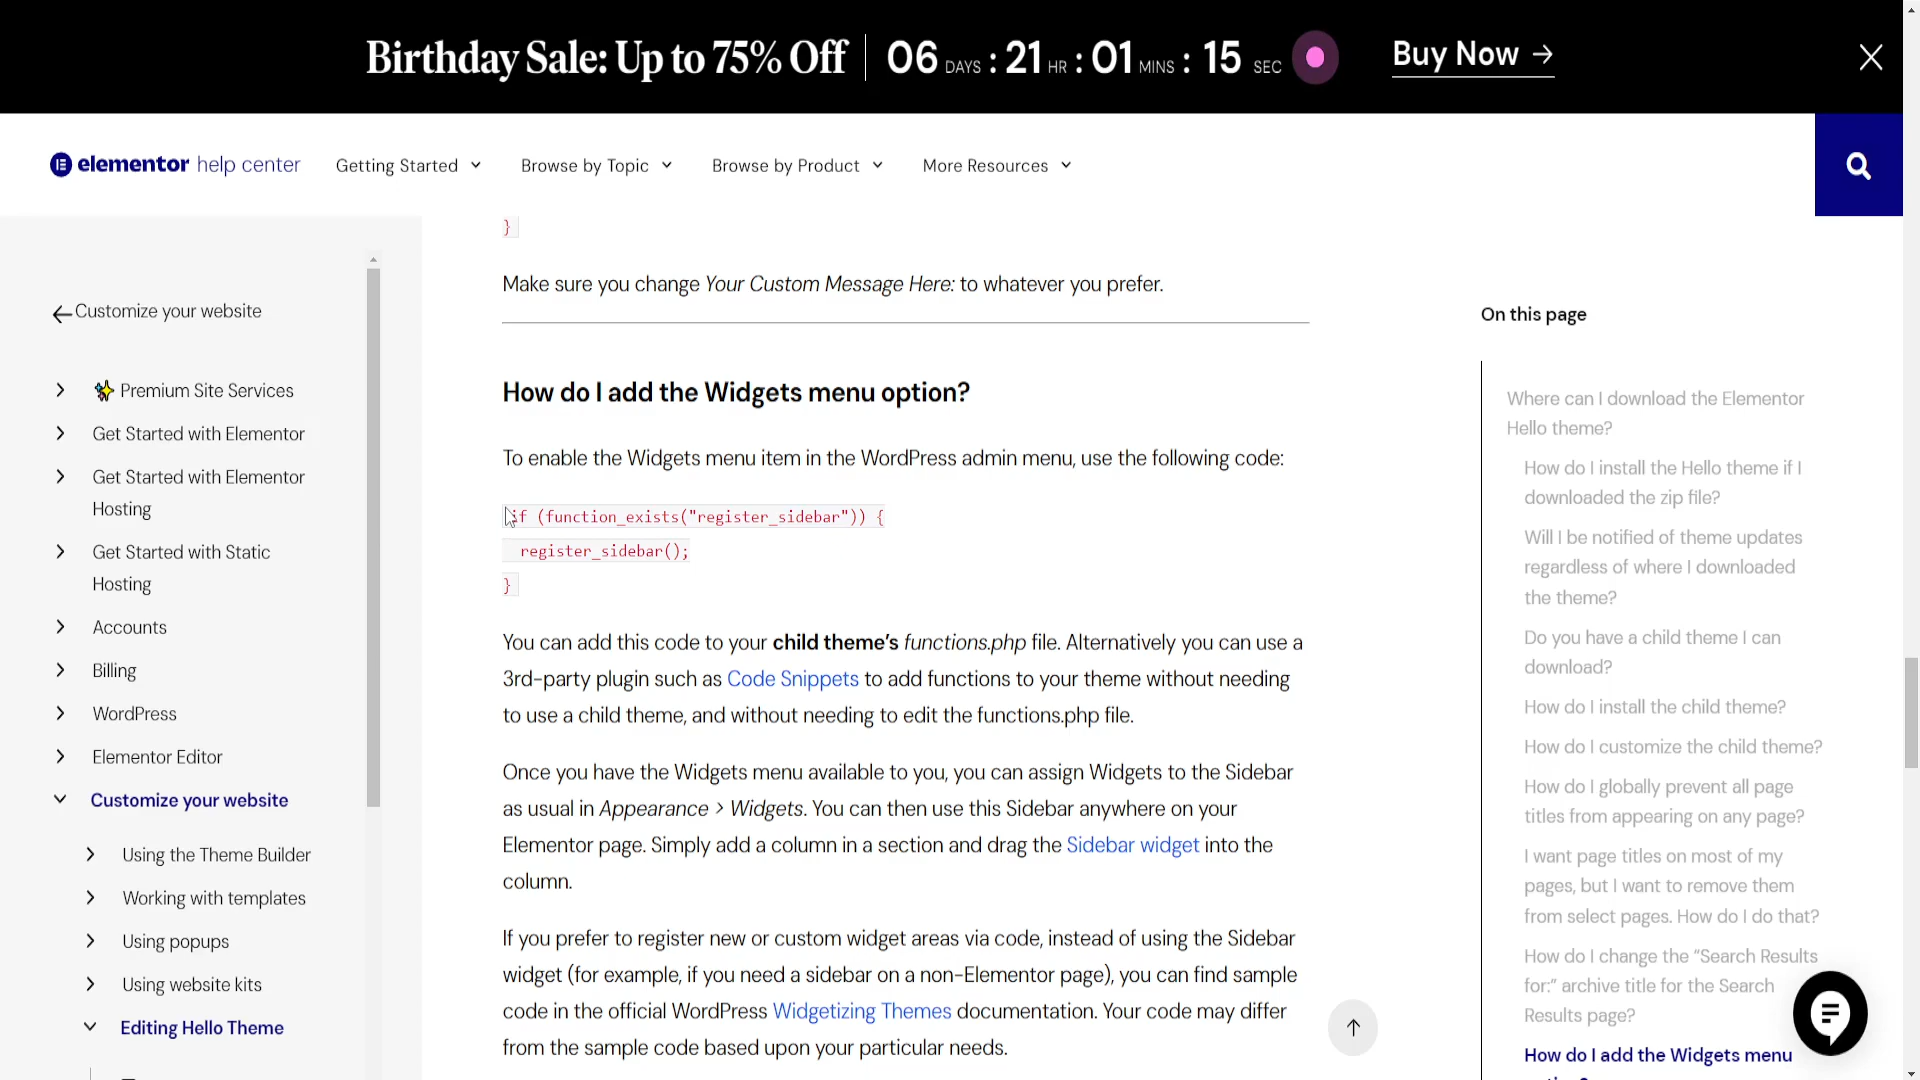 Birthday Sale: Up to 75% Off
06 DAYS : 21 HR : 01 MINS : 15 SEC
Buy Now →
elementor help center
Getting Started
Browse by Topic
Browse by Product
More Resources
Customize your website
Premium Site Services
Get Started with Elementor
Get Started with Elementor
Hosting
Get Started with Static
Hosting
Accounts
Billing
WordPress
Elementor Editor
Customize your website
Using the Theme Builder
Working with templates
Using popups
Using website kits
Editing Hello Theme
}
Make sure you change Your Custom Message Here: to whatever you prefer.
How do I add the Widgets menu option?
To enable the Widgets menu item in the WordPress admin menu, use the following code:
if (function_exists("register_sidebar")) {
register_sidebar();
}
You can add this code to your child theme’s functions.php file. Alternatively you can use a
3rd-party plugin such as Code Snippets to add functions to your theme without needing
to use a child theme, and without needing to edit the functions.php file.
Once you have the Widgets menu available to you, you can assign Widgets to the Sidebar
as usual in Appearance > Widgets. You can then use this Sidebar anywhere on your
Elementor page. Simply add a column in a section and drag the Sidebar widget into the
column.
If you prefer to register new or custom widget areas via code, instead of using the Sidebar
widget (for example, if you need a sidebar on a non-Elementor page), you can find sample
code in the official WordPress Widgetizing Themes documentation. Your code may differ
from the sample code based upon your particular needs.
On this page
Where can I download the Elementor
Hello theme?
How do I install the Hello theme if I
downloaded the zip file?
Will I be notified of theme updates
regardless of where I downloaded
the theme?
Do you have a child theme I can
download?
How do I install the child theme?
How do I customize the child theme?
How do I globally prevent all page
titles from appearing on any page?
I want page titles on most of my
pages, but I want to remove them
from select pages. How do I do that?
How do I change the “Search Results
for:” archive title for the Search
Results page?
How do I add the Widgets menu